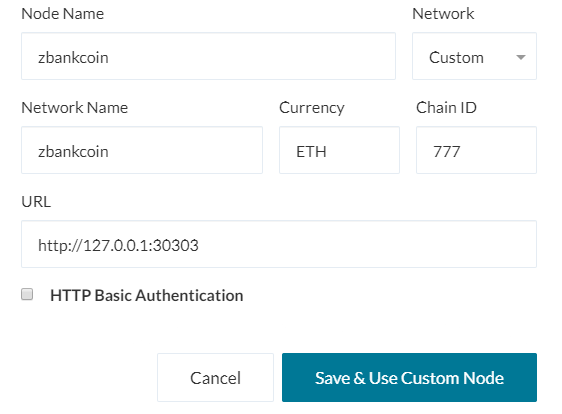 Node Name Network
zbankcoin Custom
Network Name Currency Chain ID
zbankcoin ETH 777
URL
http://127.0.0.1:30303
HTTP Basic Authentication
Cancel Save & Use Custom Node